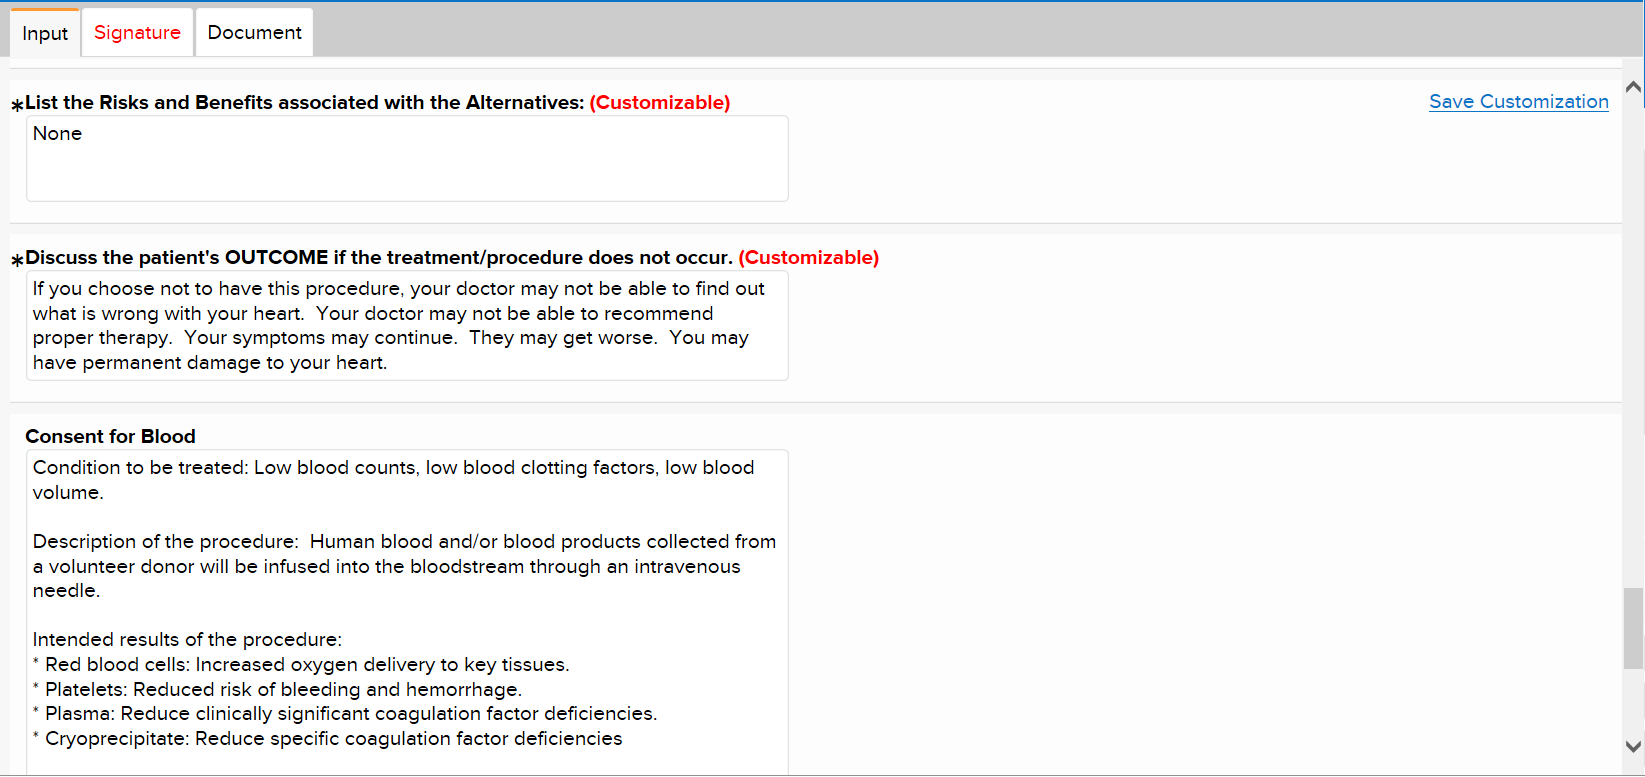 Input
Signature
Document
*List the Risks and Benefits associated with the Alternatives: (Customizable)
Save Customization
None
*Discuss the patient's OUTCOME if the treatment/procedure does not occur. (Customizable)
If you choose not to have this procedure, your doctor may not be able to find out
what is wrong with your heart.  Your doctor may not be able to recommend
proper therapy.  Your symptoms may continue.  They may get worse.  You may
have permanent damage to your heart.
Consent for Blood
Condition to be treated: Low blood counts, low blood clotting factors, low blood
volume.
Description of the procedure:  Human blood and/or blood products collected from
a volunteer donor will be infused into the bloodstream through an intravenous
needle.
Intended results of the procedure:
* Red blood cells: Increased oxygen delivery to key tissues.
* Platelets: Reduced risk of bleeding and hemorrhage.
* Plasma: Reduce clinically significant coagulation factor deficiencies.
* Cryoprecipitate: Reduce specific coagulation factor deficiencies